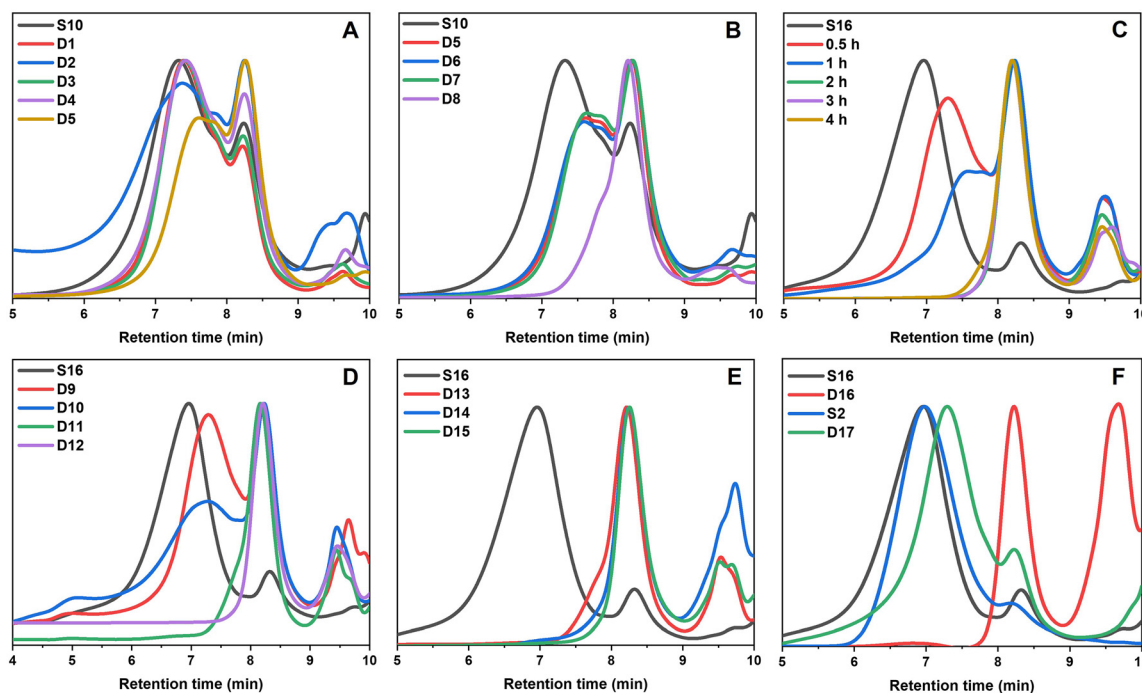 S10
D1
D2
D3
D4
D5
A
5 6 7 8 9 10
Retention time (min)
S10
D5
D6
D7
D8
B
5 6 7 8 9 10
Retention time (min)
S16
0.5 h
1 h
2 h
3 h
4 h
C
5 6 7 8 9 10
Retention time (min)
S16
D9
D10
D11
D12
D
4 5 6 7 8 9 10
Retention time (min)
S16
D13
D14
D15
E
5 6 7 8 9 10
Retention time (min)
S16
D16
S2
D17
F
5 6 7 8 9 10
Retention time (min)